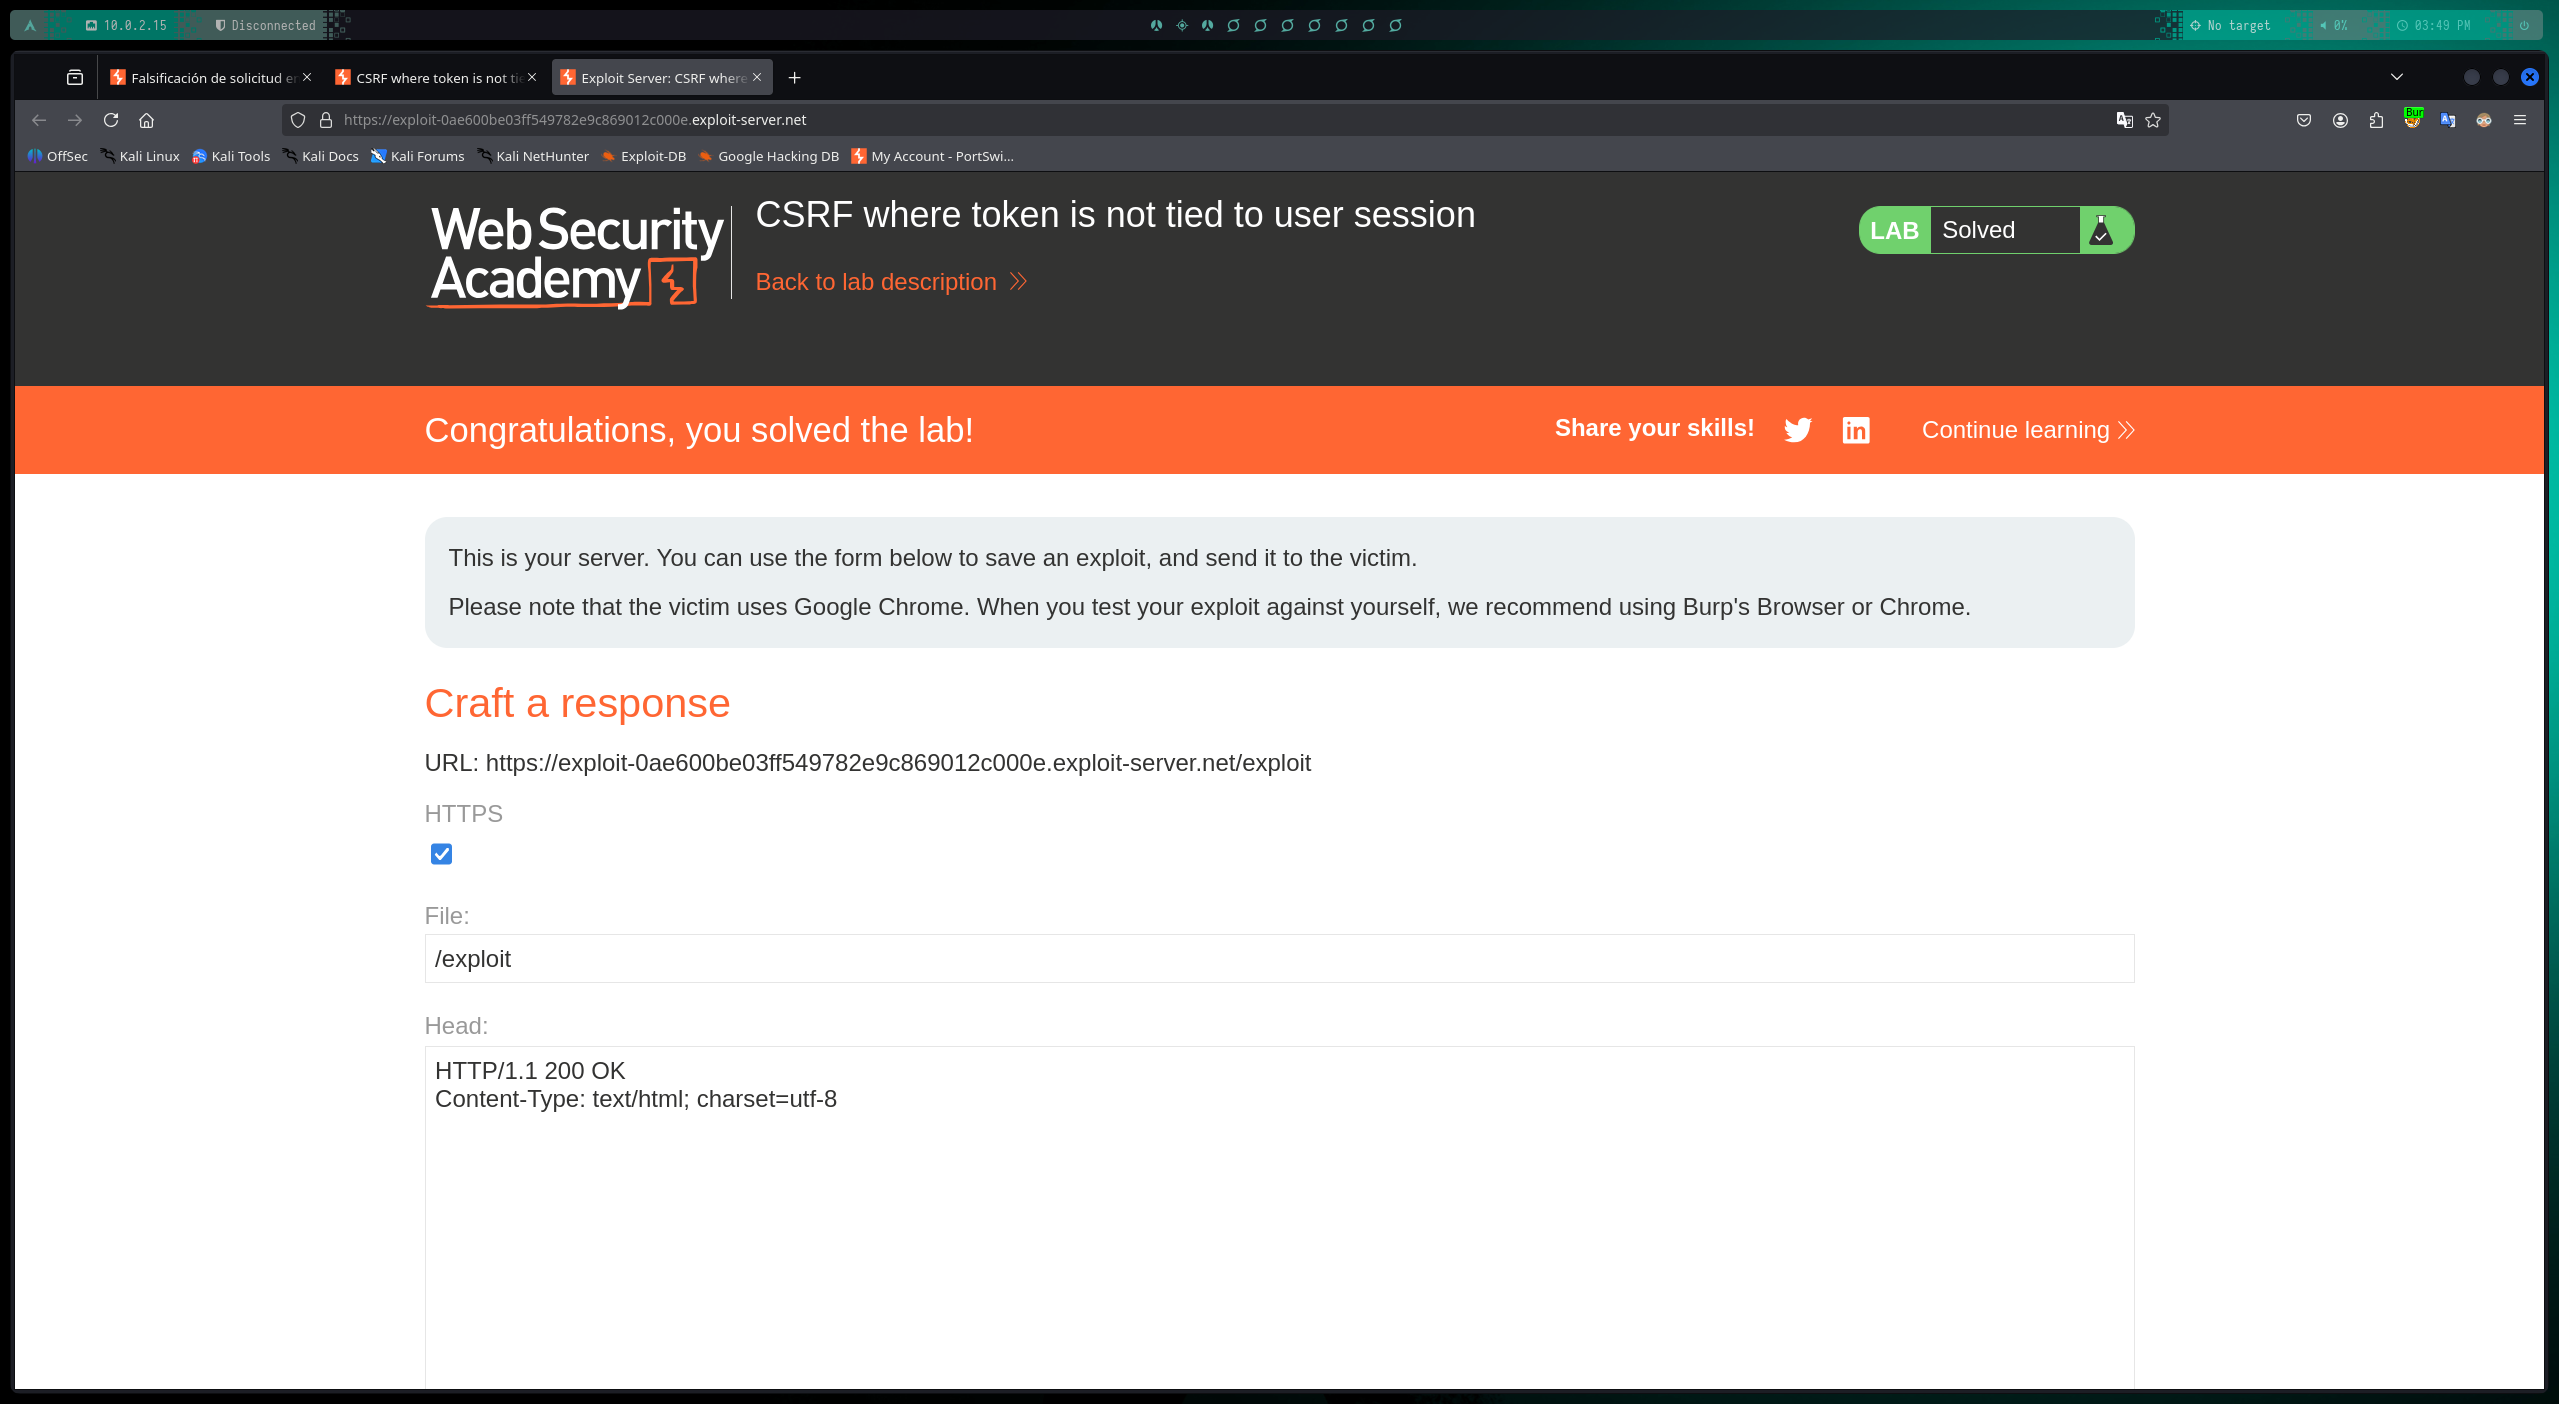 10.0.2.15
Disconnected
No target
0%
03:49 PM
Falsificación de solicitud en
CSRF where token is not tie
Exploit Server: CSRF where
https://exploit-0ae600be03ff549782e9c869012c000e.exploit-server.net
Bur
OffSec
Kali Linux
Kali Tools
Kali Docs
Kali Forums
Kali NetHunter
Exploit-DB
Google Hacking DB
My Account - PortSwi...
WebSecurity
Academy
CSRF where token is not tied to user session
Back to lab description
LAB
Solved
Congratulations, you solved the lab!
Share your skills!
Continue learning
This is your server. You can use the form below to save an exploit, and send it to the victim.
Please note that the victim uses Google Chrome. When you test your exploit against yourself, we recommend using Burp's Browser or Chrome.
Craft a response
URL: https://exploit-0ae600be03ff549782e9c869012c000e.exploit-server.net/exploit
HTTPS
File:
/exploit
Head:
HTTP/1.1 200 OK
Content-Type: text/html; charset=utf-8